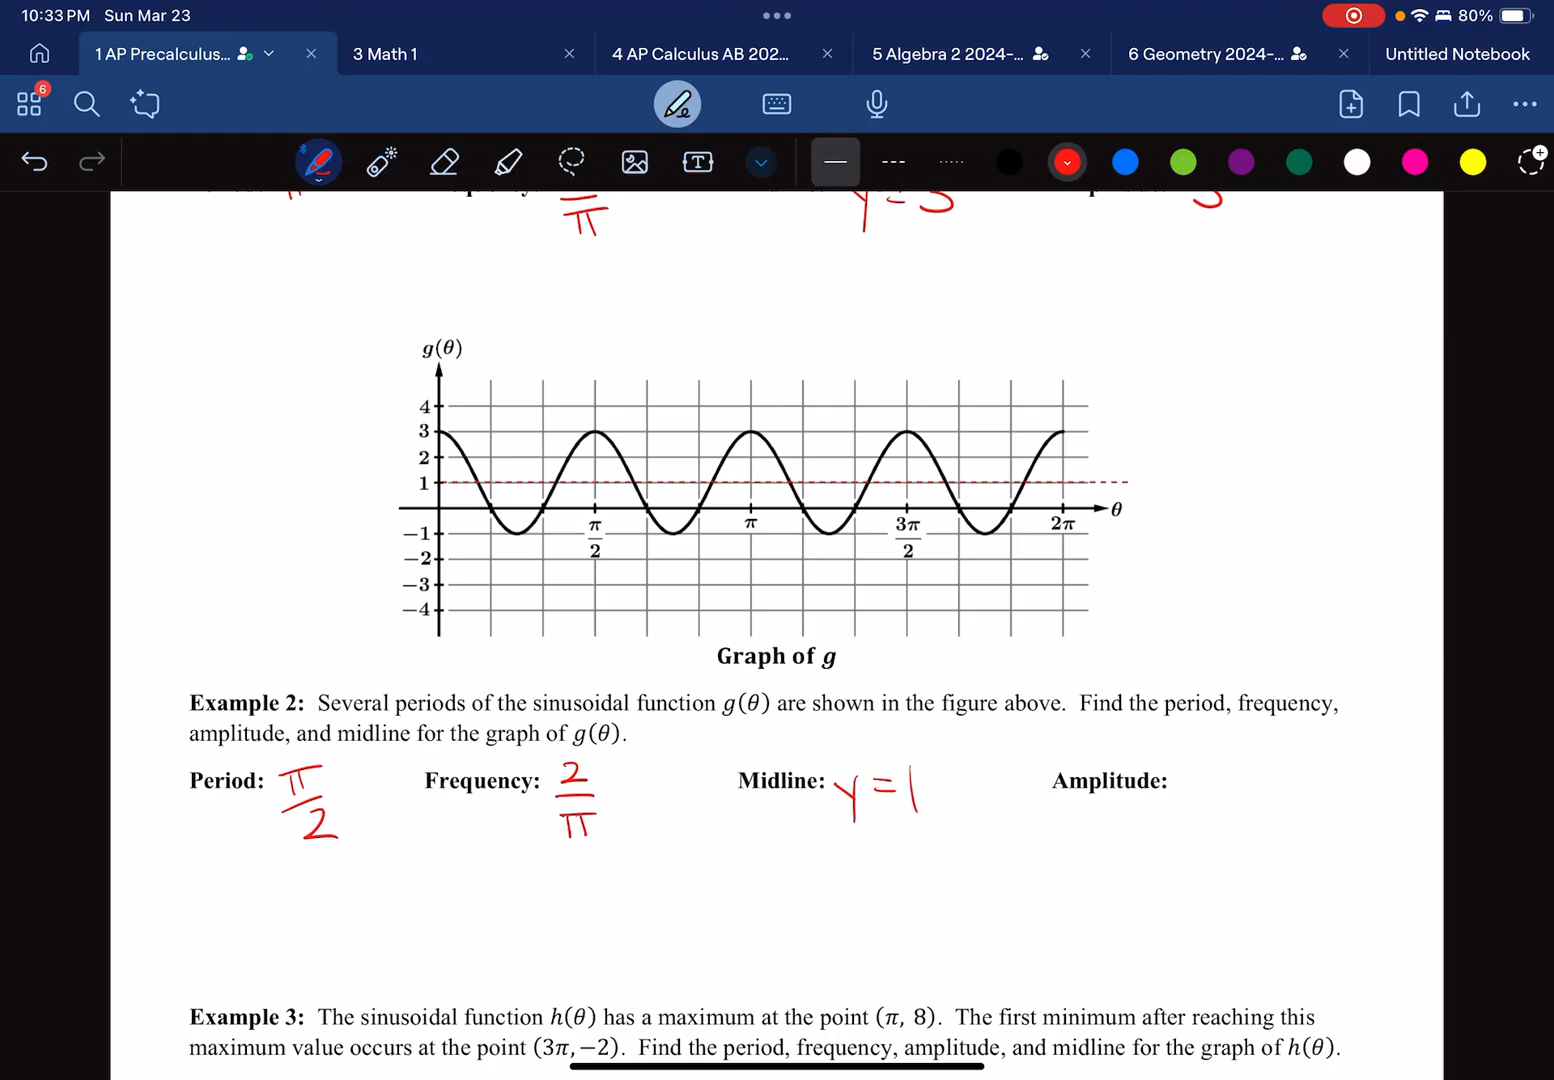 10:33 PM Sun Mar 23
80%
1 AP Precalculus...
3 Math 1
4 AP Calculus AB 202...
5 Algebra 2 2024-...
6 Geometry 2024-...
Untitled Notebook
6
T
π
π
y = 3
3
g(θ)
4
3
2
1
−1
−2
−3
−4
π/2
π
3π/2
2π
θ
Graph of g
Example 2: Several periods of the sinusoidal function g(θ) are shown in the figure above. Find the period, frequency,
amplitude, and midline for the graph of g(θ).
Period: π/2 Frequency: 2/π Midline: y = 1 Amplitude:
Example 3: The sinusoidal function h(θ) has a maximum at the point (π, 8). The first minimum after reaching this
maximum value occurs at the point (3π, −2). Find the period, frequency, amplitude, and midline for the graph of h(θ).